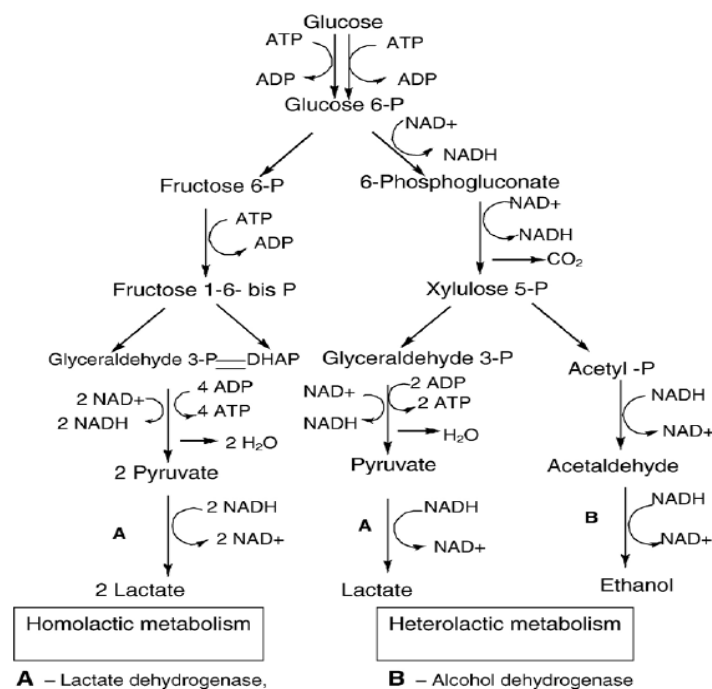 Glucose
ATP ATP
ADP ADP
Glucose 6-P
NAD+
NADH
Fructose 6-P 6-Phosphogluconate
ATP NAD+
ADP NADH
CO₂
Fructose 1-6- bis P Xylulose 5-P
Glyceraldehyde 3-P DHAP Glyceraldehyde 3-P Acetyl -P
2 NAD+ 4 ADP NAD+ 2 ADP NADH
2 NADH 4 ATP NADH 2 ATP NAD+
2 H₂O H₂O
2 Pyruvate Pyruvate Acetaldehyde
A 2 NADH A NADH B NADH
2 NAD+ NAD+ NAD+
2 Lactate Lactate Ethanol
Homolactic metabolism Heterolactic metabolism
A – Lactate dehydrogenase, B – Alcohol dehydrogenase